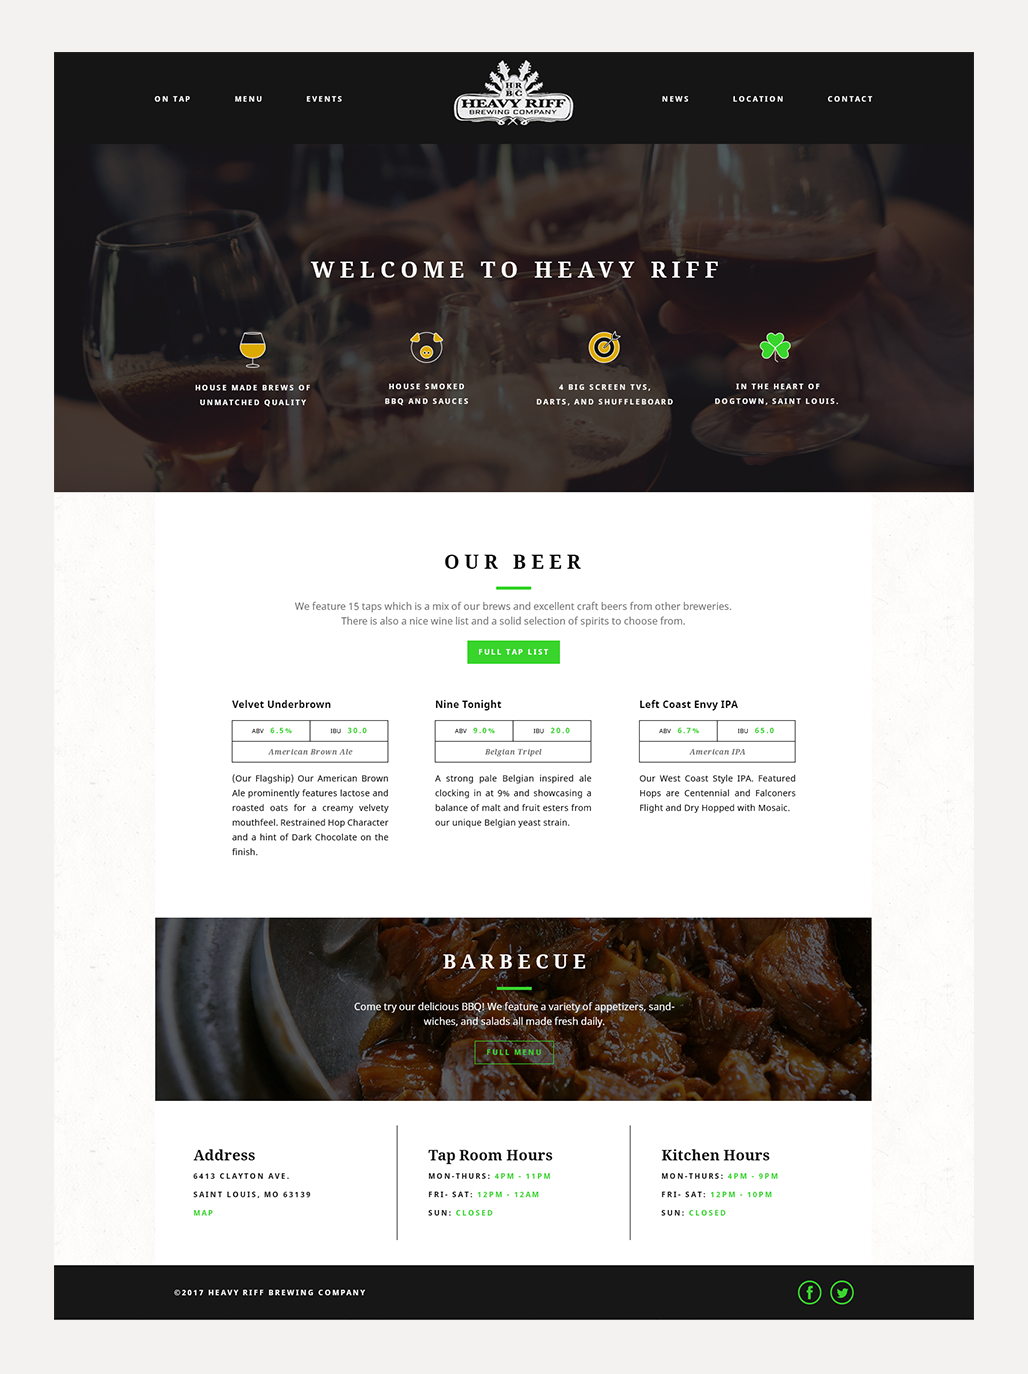 ON TAP
MENU
EVENTS
H R
B C
HEAVY RIFF
BREWING COMPANY
NEWS
LOCATION
CONTACT
WELCOME TO HEAVY RIFF
HOUSE MADE BREWS OF
UNMATCHED QUALITY
HOUSE SMOKED
BBQ AND SAUCES
4 BIG SCREEN TVS,
DARTS, AND SHUFFLEBOARD
IN THE HEART OF
DOGTOWN, SAINT LOUIS.
OUR BEER
We feature 15 taps which is a mix of our brews and excellent craft beers from other breweries.
There is also a nice wine list and a solid selection of spirits to choose from.
FULL TAP LIST
Velvet Underbrown
ABV 6.5% IBU 30.0
American Brown Ale
(Our Flagship) Our American Brown
Ale prominently features lactose and
roasted oats for a creamy velvety
mouthfeel. Restrained Hop Character
and a hint of Dark Chocolate on the
finish.
Nine Tonight
ABV 9.0% IBU 20.0
Belgian Tripel
A strong pale Belgian inspired ale
clocking in at 9% and showcasing a
balance of malt and fruit esters from
our unique Belgian yeast strain.
Left Coast Envy IPA
ABV 6.7% IBU 65.0
American IPA
Our West Coast Style IPA. Featured
Hops are Centennial and Falconers
Flight and Dry Hopped with Mosaic.
BARBECUE
Come try our delicious BBQ! We feature a variety of appetizers, sand-
wiches, and salads all made fresh daily.
FULL MENU
Address
6413 CLAYTON AVE.
SAINT LOUIS, MO 63139
MAP
Tap Room Hours
MON-THURS: 4PM - 11PM
FRI- SAT: 12PM - 12AM
SUN: CLOSED
Kitchen Hours
MON-THURS: 4PM - 9PM
FRI- SAT: 12PM - 10PM
SUN: CLOSED
©2017 HEAVY RIFF BREWING COMPANY